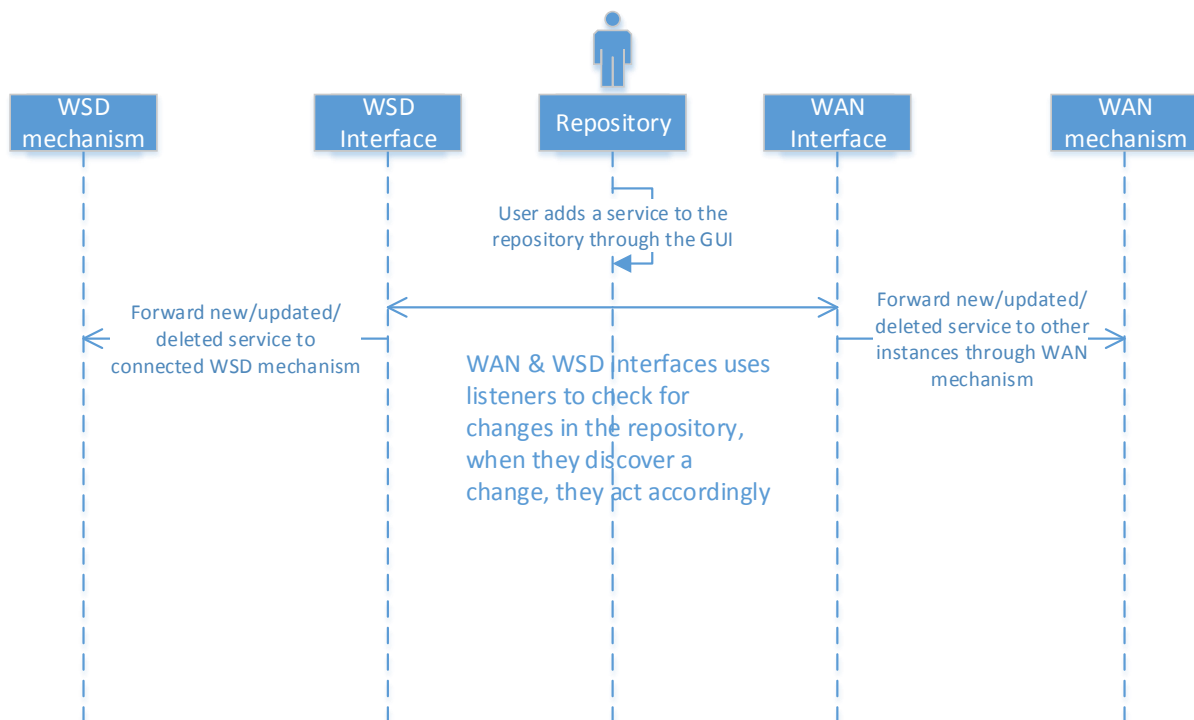 WSD
mechanism
WSD
Interface
Repository
WAN
Interface
WAN
mechanism
User adds a service to the
repository through the GUI
Forward new/updated/
deleted service to
connected WSD mechanism
Forward new/updated/
deleted service to other
instances through WAN
mechanism
WAN & WSD Interfaces uses
listeners to check for
changes in the repository,
when they discover a
change, they act accordingly